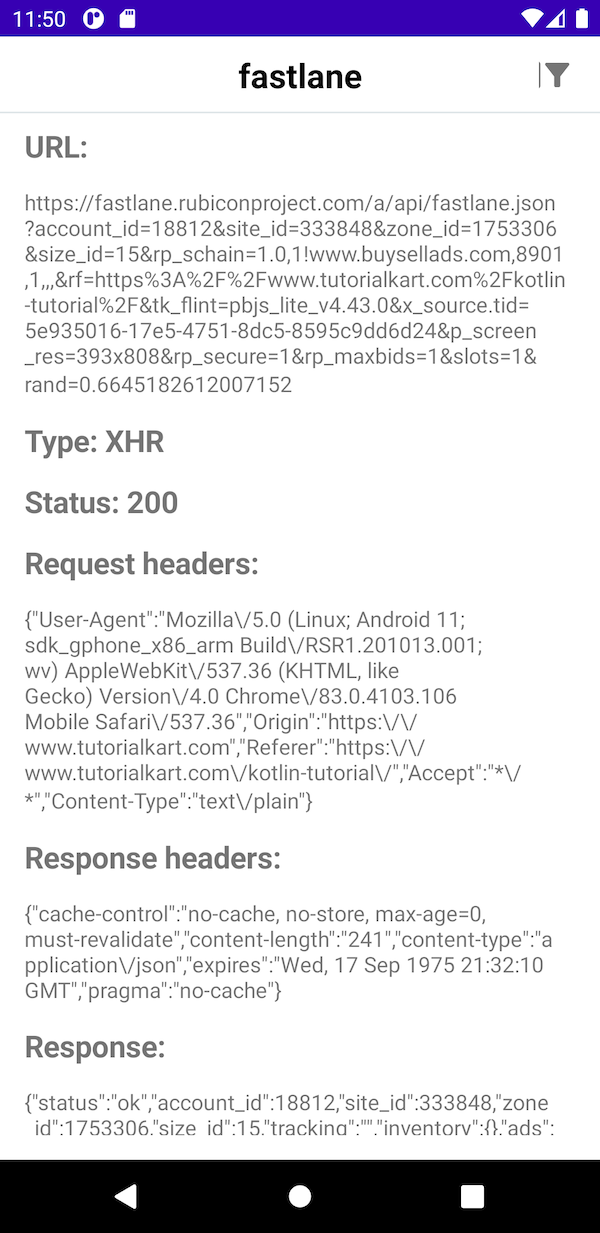 11:50
fastlane
URL:
https://fastlane.rubiconproject.com/a/api/fastlane.json
?account_id=18812&site_id=333848&zone_id=1753306
&size_id=15&rp_schain=1.0,1!www.buysellads.com,8901
,1,,,&rf=https%3A%2F%2Fwww.tutorialkart.com%2Fkotlin
-tutorial%2F&tk_flint=pbjs_lite_v4.43.0&x_source.tid=
5e935016-17e5-4751-8dc5-8595c9dd6d24&p_screen
_res=393x808&rp_secure=1&rp_maxbids=1&slots=1&
rand=0.6645182612007152
Type: XHR
Status: 200
Request headers:
{"User-Agent":"Mozilla\/5.0 (Linux; Android 11;
sdk_gphone_x86_arm Build\/RSR1.201013.001;
wv) AppleWebKit\/537.36 (KHTML, like
Gecko) Version\/4.0 Chrome\/83.0.4103.106
Mobile Safari\/537.36","Origin":"https:\/\/
www.tutorialkart.com","Referer":"https:\/\/
www.tutorialkart.com\/kotlin-tutorial\/","Accept":"*\/
*","Content-Type":"text\/plain"}
Response headers:
{"cache-control":"no-cache, no-store, max-age=0,
must-revalidate","content-length":"241","content-type":"a
pplication\/json","expires":"Wed, 17 Sep 1975 21:32:10
GMT","pragma":"no-cache"}
Response:
{"status":"ok","account_id":18812,"site_id":333848,"zone
_id":1753306,"size_id":15,"tracking":"","inventory":{},"ads":